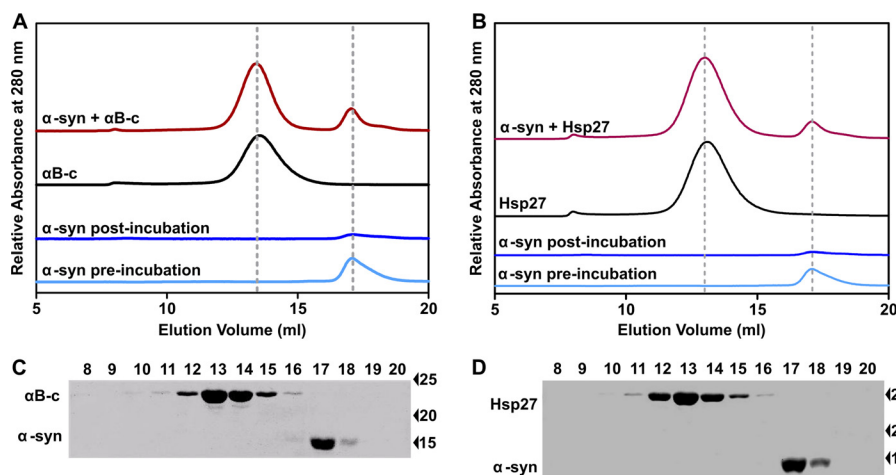 A
Relative Absorbance at 280 nm
α-syn + αB-c
αB-c
α-syn post-incubation
α-syn pre-incubation
5 10 15 20
Elution Volume (ml)
B
Relative Absorbance at 280 nm
α-syn + Hsp27
Hsp27
α-syn post-incubation
α-syn pre-incubation
5 10 15 20
Elution Volume (ml)
C
8 9 10 11 12 13 14 15 16 17 18 19 20
αB-c
α-syn
25
20
15
D
8 9 10 11 12 13 14 15 16 17 18 19 20
Hsp27
α-syn
2
2
1